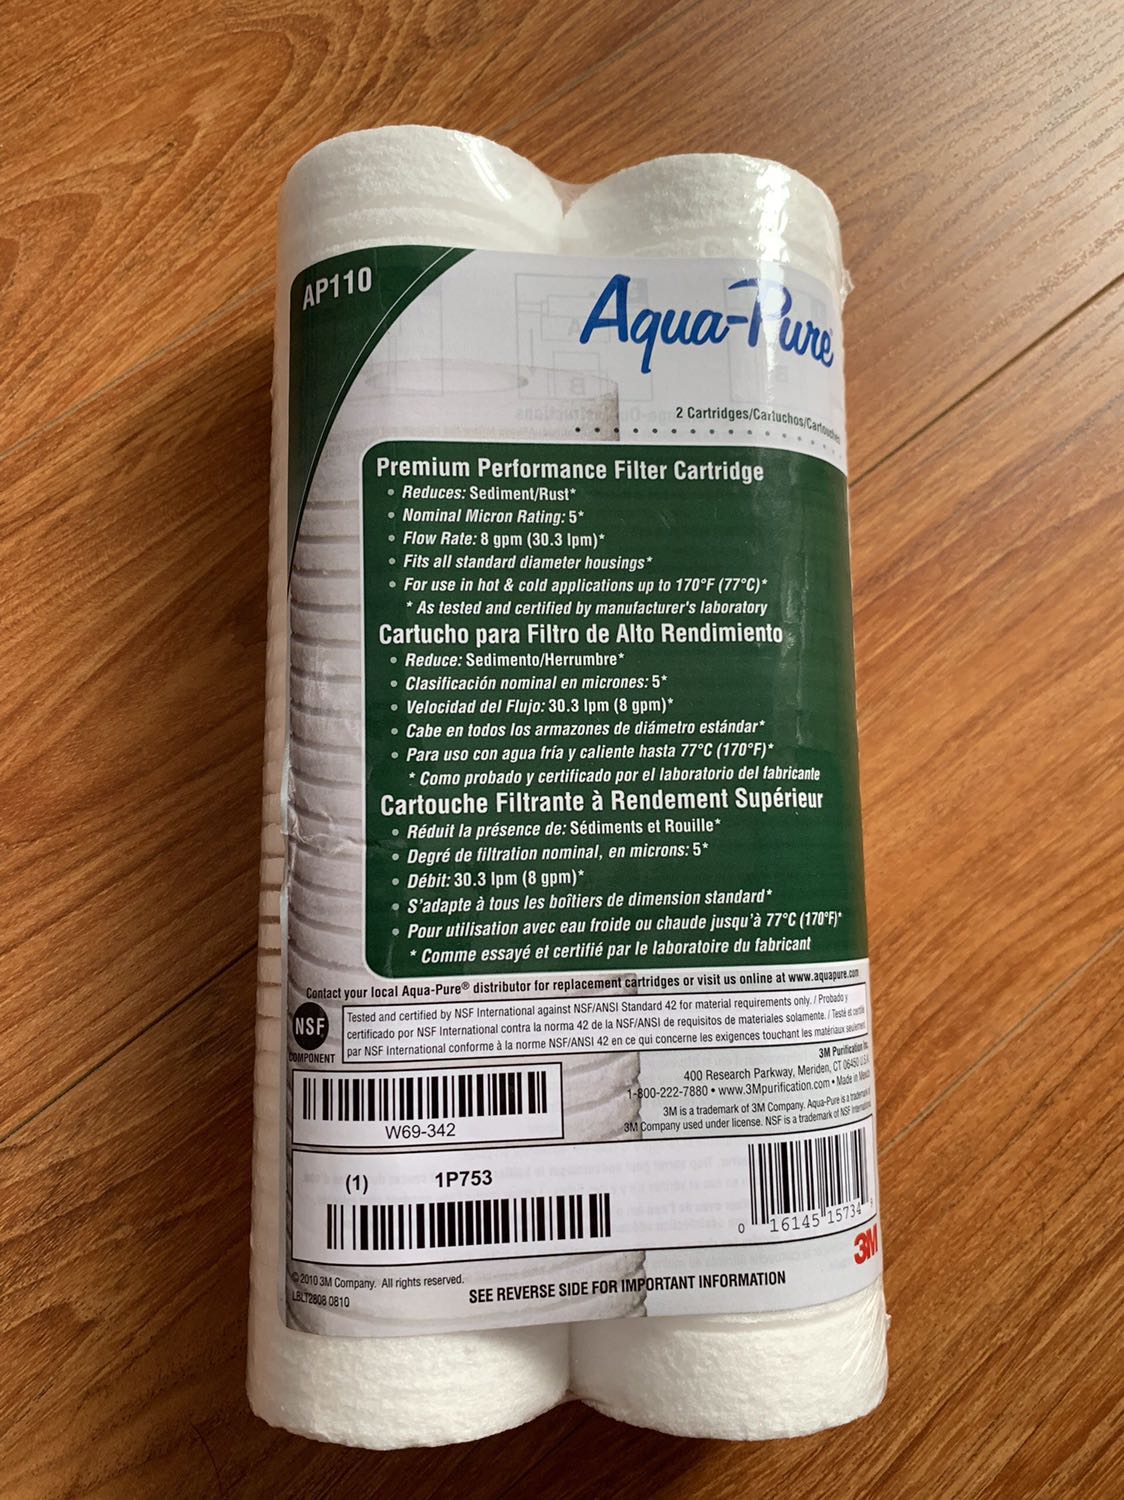 AP110
Aqua-Pure
2 Cartridges/Cartuchos/Cartouches
Premium Performance Filter Cartridge
• Reduces: Sediment/Rust*
• Nominal Micron Rating: 5*
• Flow Rate: 8 gpm (30.3 lpm)*
• Fits all standard diameter housings*
• For use in hot & cold applications up to 170°F (77°C)*
* As tested and certified by manufacturer's laboratory
Cartucho para Filtro de Alto Rendimiento
• Reduce: Sedimento/Herrumbre*
• Clasificación nominal en micrones: 5*
• Velocidad del Flujo: 30.3 lpm (8 gpm)*
• Cabe en todos los armazones de diámetro estándar*
• Para uso con agua fría y caliente hasta 77°C (170°F)*
* Como probado y certificado por el laboratorio del fabricante
Cartouche Filtrante à Rendement Supérieur
• Réduit la présence de: Sédiments et Rouille*
• Degré de filtration nominal, en microns: 5*
• Débit: 30.3 lpm (8 gpm)*
• S'adapte à tous les boîtiers de dimension standard*
• Pour utilisation avec eau froide ou chaude jusqu'à 77°C (170°F)*
* Comme essayé et certifié par le laboratoire du fabricant
Contact your local Aqua-Pure® distributor for replacement cartridges or visit us online at www.aquapure.com
NSF
COMPONENT
Tested and certified by NSF International against NSF/ANSI Standard 42 for material requirements only. / Probado y
certificado por NSF International contra la norma 42 de la NSF/ANSI de requisitos de materiales solamente. / Testé et certifié
par NSF International conforme à la norme NSF/ANSI 42 en ce qui concerne les exigences touchant les matériaux seulement.
3M Purification Inc.
400 Research Parkway, Meriden, CT 06450 U.S.A.
1-800-222-7880 • www.3Mpurification.com • Made in Mexico
3M is a trademark of 3M Company. Aqua-Pure is a trademark of
3M Company used under license. NSF is a trademark of NSF International.
W69-342
(1) 1P753
0 16145 15734 9
3M
© 2010 3M Company. All rights reserved.
LBLT2808 0810
SEE REVERSE SIDE FOR IMPORTANT INFORMATION